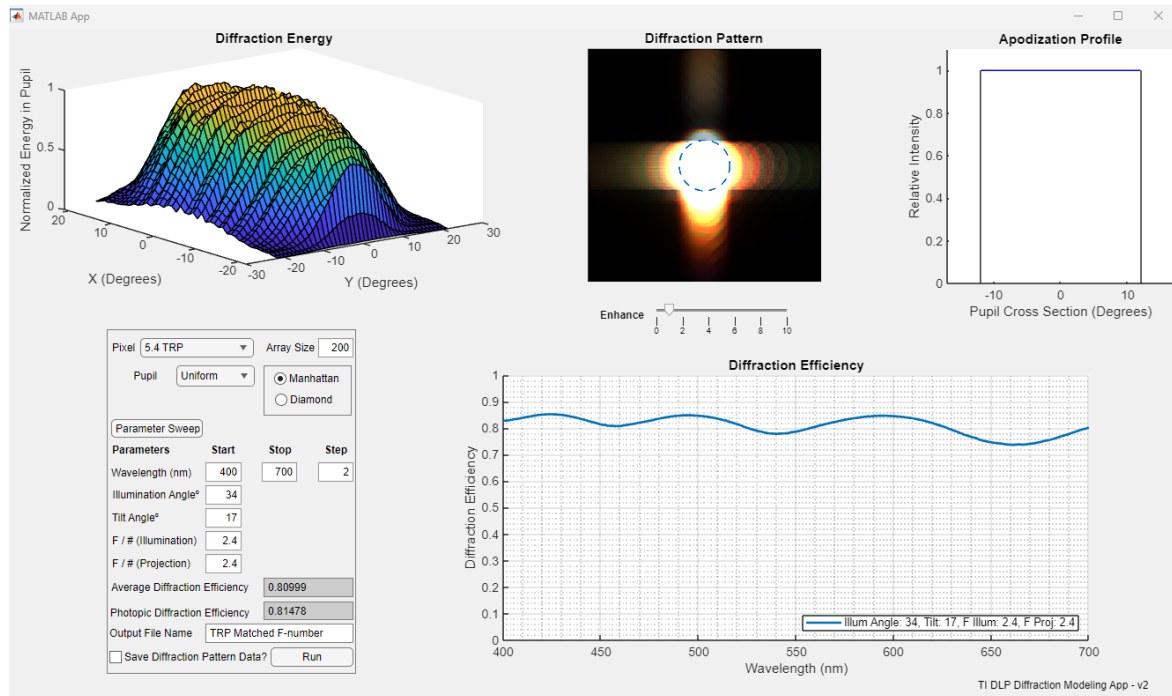 MATLAB App
Diffraction Energy
Normalized Energy in Pupil
1
0.5
0
20
10
0
-10
-20
X (Degrees)
-30
-20
-10
0
10
20
30
Y (Degrees)
Diffraction Pattern
Enhance
0 2 4 6 8 10
Apodization Profile
Relative Intensity
1
0.8
0.6
0.4
0.2
0
-10 0 10
Pupil Cross Section (Degrees)
Pixel 5.4 TRP Array Size 200
Pupil Uniform
Manhattan
Diamond
Parameter Sweep
Parameters Start Stop Step
Wavelength (nm) 400 700 2
Illumination Angle° 34
Tilt Angle° 17
F / # (Illumination) 2.4
F / # (Projection) 2.4
Average Diffraction Efficiency 0.80999
Photopic Diffraction Efficiency 0.81478
Output File Name TRP Matched F-number
Save Diffraction Pattern Data? Run
Diffraction Efficiency
Diffraction Efficiency
1
0.9
0.8
0.7
0.6
0.5
0.4
0.3
0.2
0.1
0
400 450 500 550 600 650 700
Wavelength (nm)
Illum Angle: 34, Tilt: 17, F Illum: 2.4, F Proj: 2.4
TI DLP Diffraction Modeling App - v2